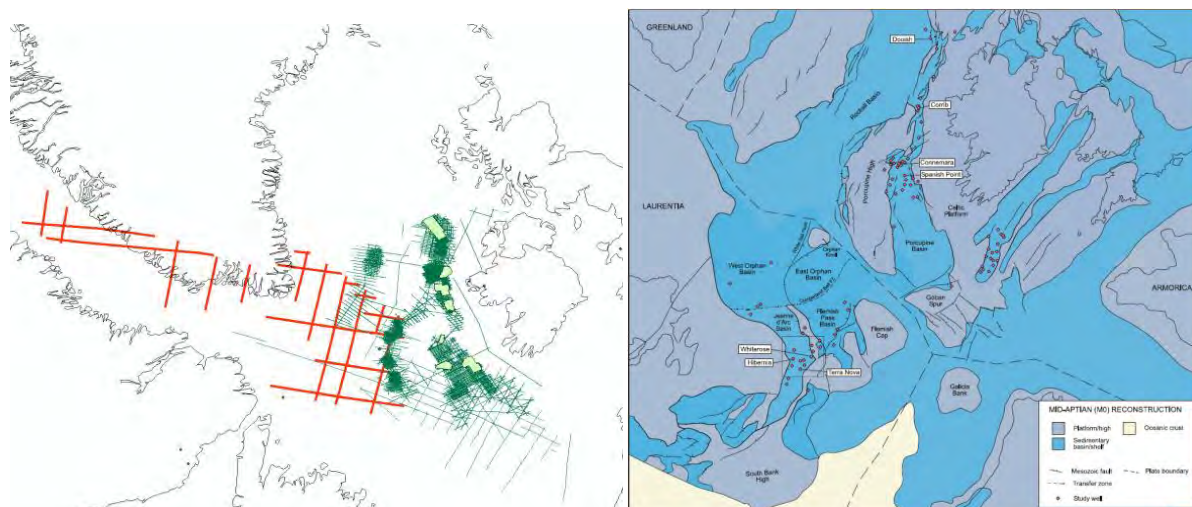 GREENLAND
Dooish
Rockall Basin
Corrib
Connemara
Spanish Point
Porcupine High
LAURENTIA
Celtic
Platform
Porcupine
Basin
Orphan
Knoll
West Orphan
Basin
East Orphan
Basin
ARMORICA
Goban
Spur
Jeanne
d'Arc
Basin
Flemish
Pass
Basin
Flemish
Cap
Whiterose
Hibernia
Terra Nova
Galicia
Bank
South Bank
High
MID-APTIAN (M0) RECONSTRUCTION
Platform/high
Oceanic crust
Sedimentary
basin/shelf
Mesozoic fault
Plate boundary
Transfer zone
Study well